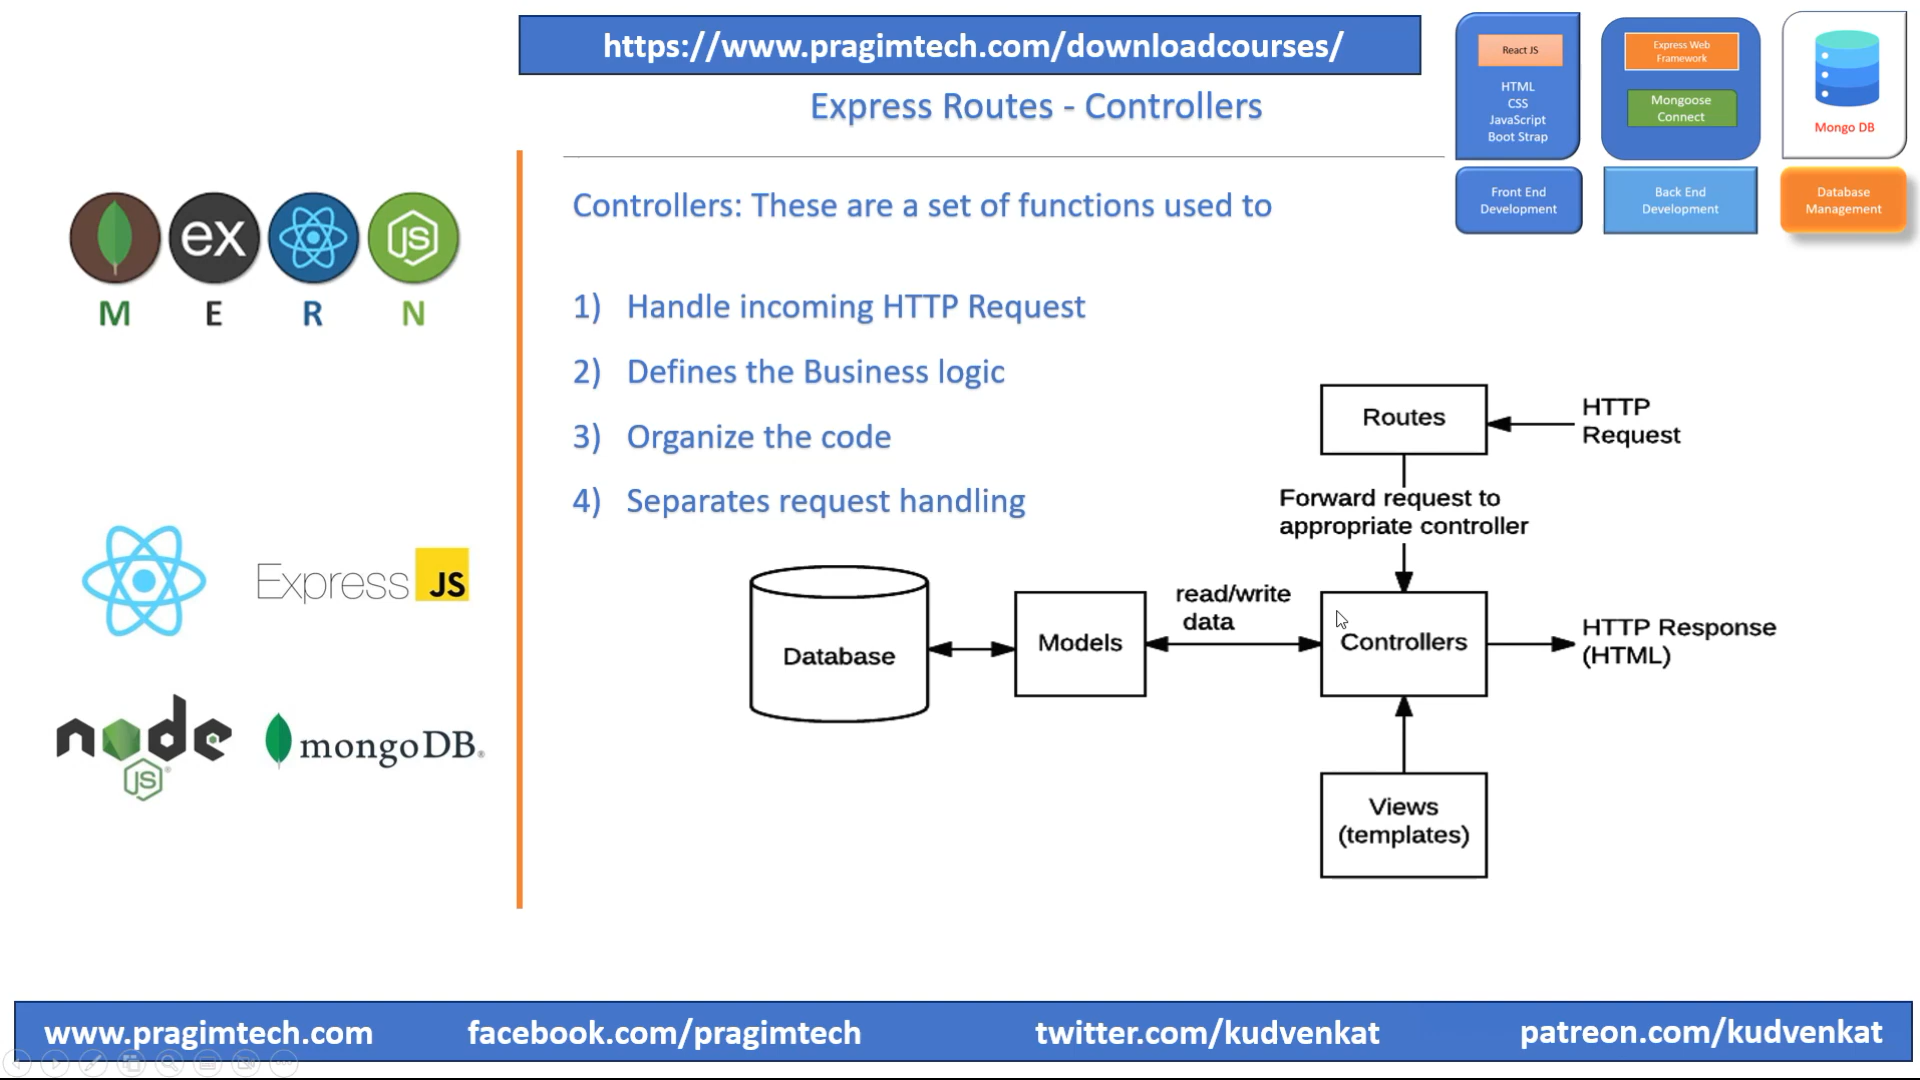 https://www.pragimtech.com/downloadcourses/
Express Routes - Controllers
React JS
HTML
CSS
JavaScript
Boot Strap
Express Web
Framework
Mongoose
Connect
Mongo DB
Front End
Development
Back End
Development
Database
Management
M E R N
ex
JS
Express JS
node
JS
mongoDB®
Controllers: These are a set of functions used to
1) Handle incoming HTTP Request
2) Defines the Business logic
3) Organize the code
4) Separates request handling
Routes
HTTP
Request
Forward request to
appropriate controller
Database
Models
read/write
data
Controllers
HTTP Response
(HTML)
Views
(templates)
www.pragimtech.com
facebook.com/pragimtech
twitter.com/kudvenkat
patreon.com/kudvenkat